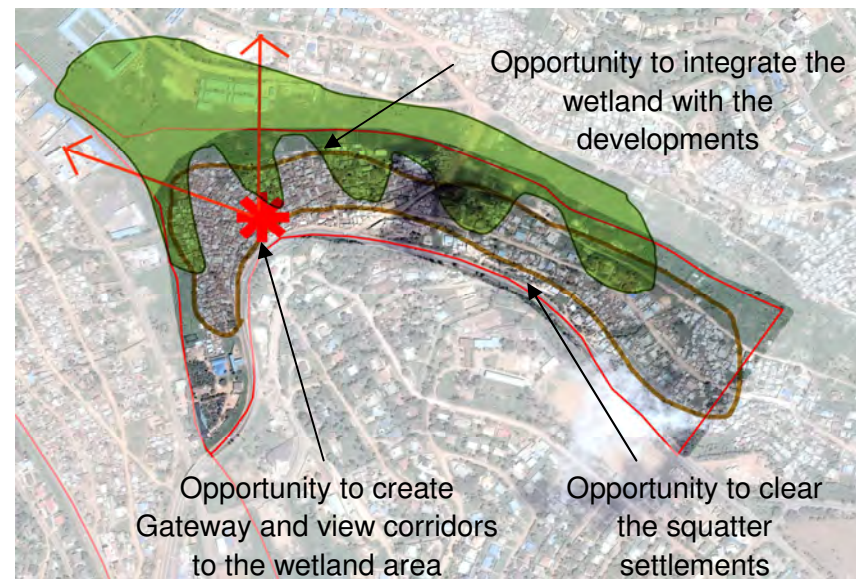 Opportunity to integrate the
wetland with the
developments
Opportunity to create
Gateway and view corridors
to the wetland area
Opportunity to clear
the squatter
settlements